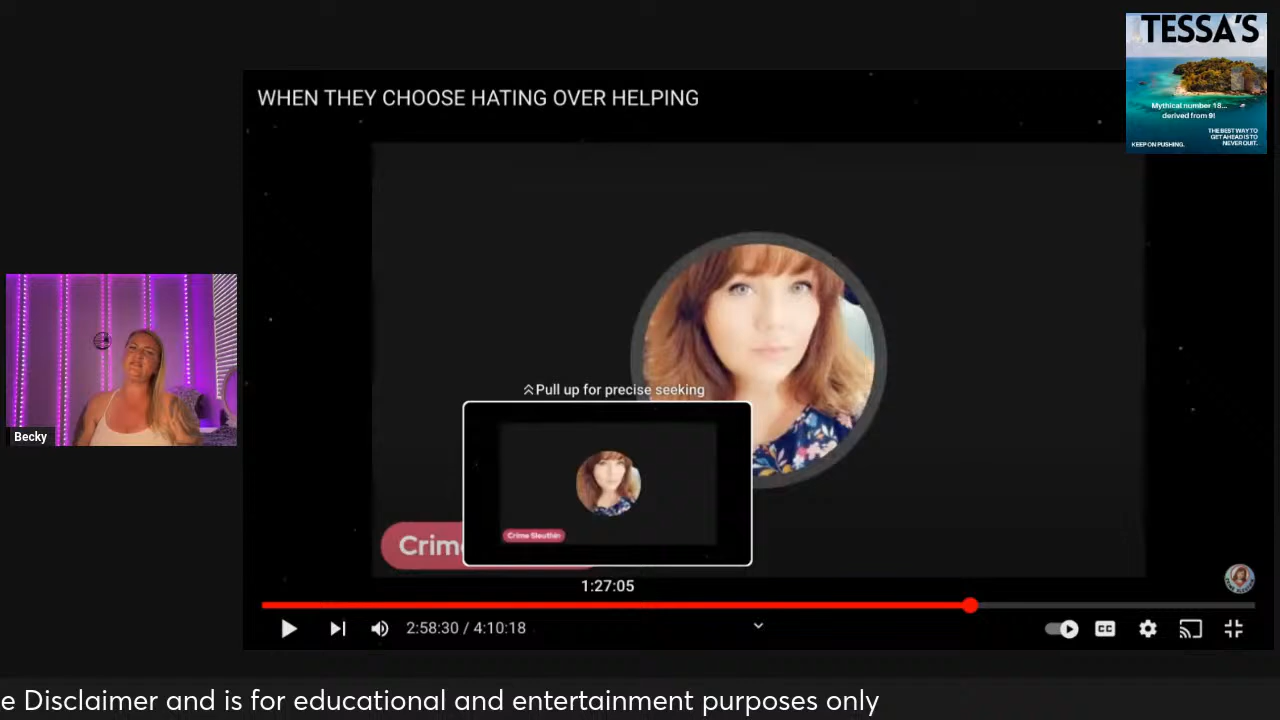 TESSA'S
Mythical number 18...
derived from 9!
THE BEST WAY TO
GET AHEAD IS TO
NEVER QUIT.
KEEP ON PUSHING.
WHEN THEY CHOOSE HATING OVER HELPING
Pull up for precise seeking
Becky
Crime Sleuthin
Crim
1:27:05
2:58:30 / 4:10:18
CC
e Disclaimer and is for educational and entertainment purposes only